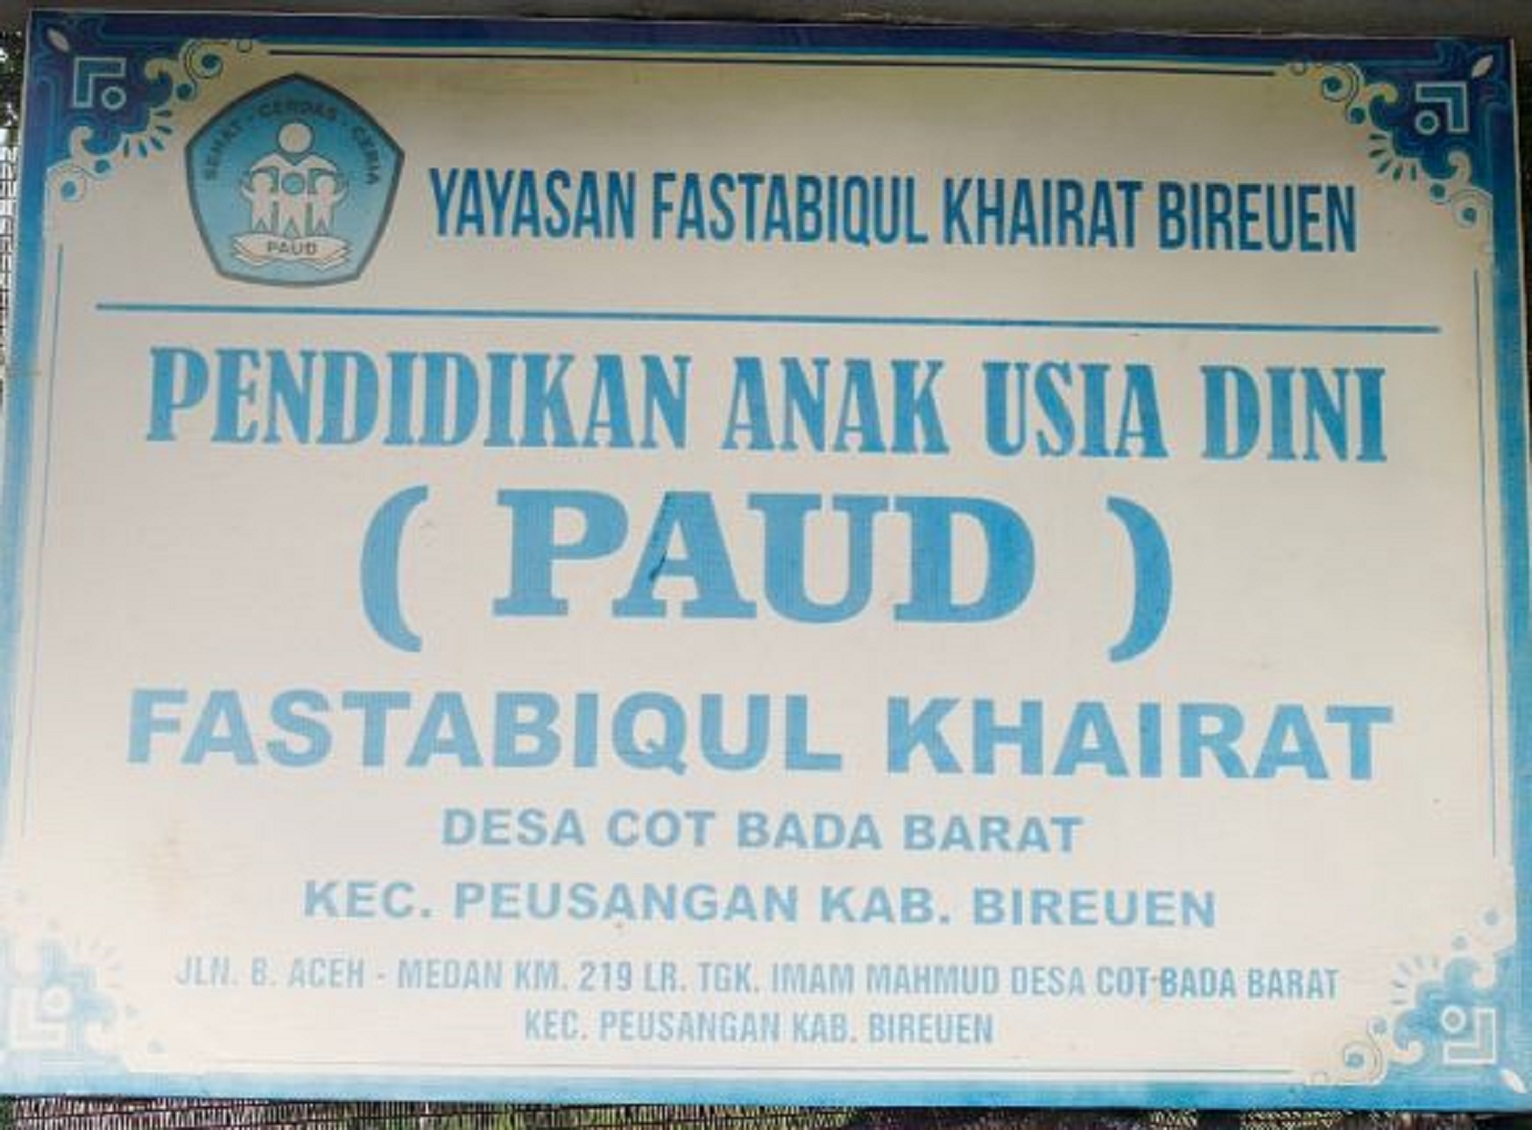 SEHAT - CERDAS - CERIA
PAUD
YAYASAN FASTABIQUL KHAIRAT BIREUEN
PENDIDIKAN ANAK USIA DINI
( PAUD )
FASTABIQUL KHAIRAT
DESA COT BADA BARAT
KEC. PEUSANGAN KAB. BIREUEN
JLN. B. ACEH - MEDAN KM. 219 LR. TGK. IMAM MAHMUD DESA COT BADA BARAT
KEC. PEUSANGAN KAB. BIREUEN